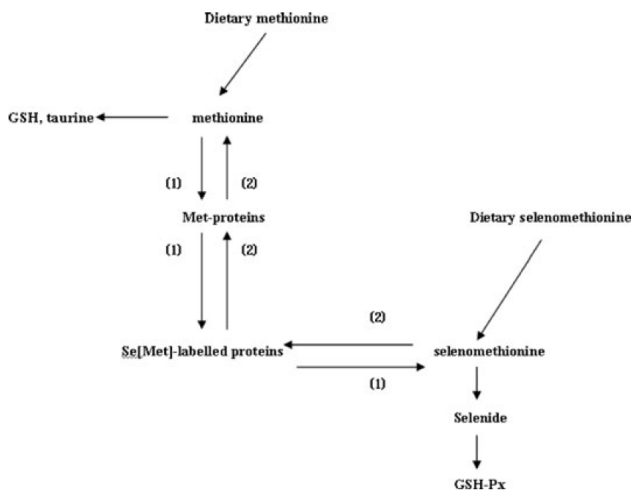 Dietary methionine
GSH, taurine methionine
(1) (2)
Met-proteins Dietary selenomethionine
(1) (2)
(2)
Se[Met]-labelled proteins selenomethionine
(1)
Selenide
GSH-Px